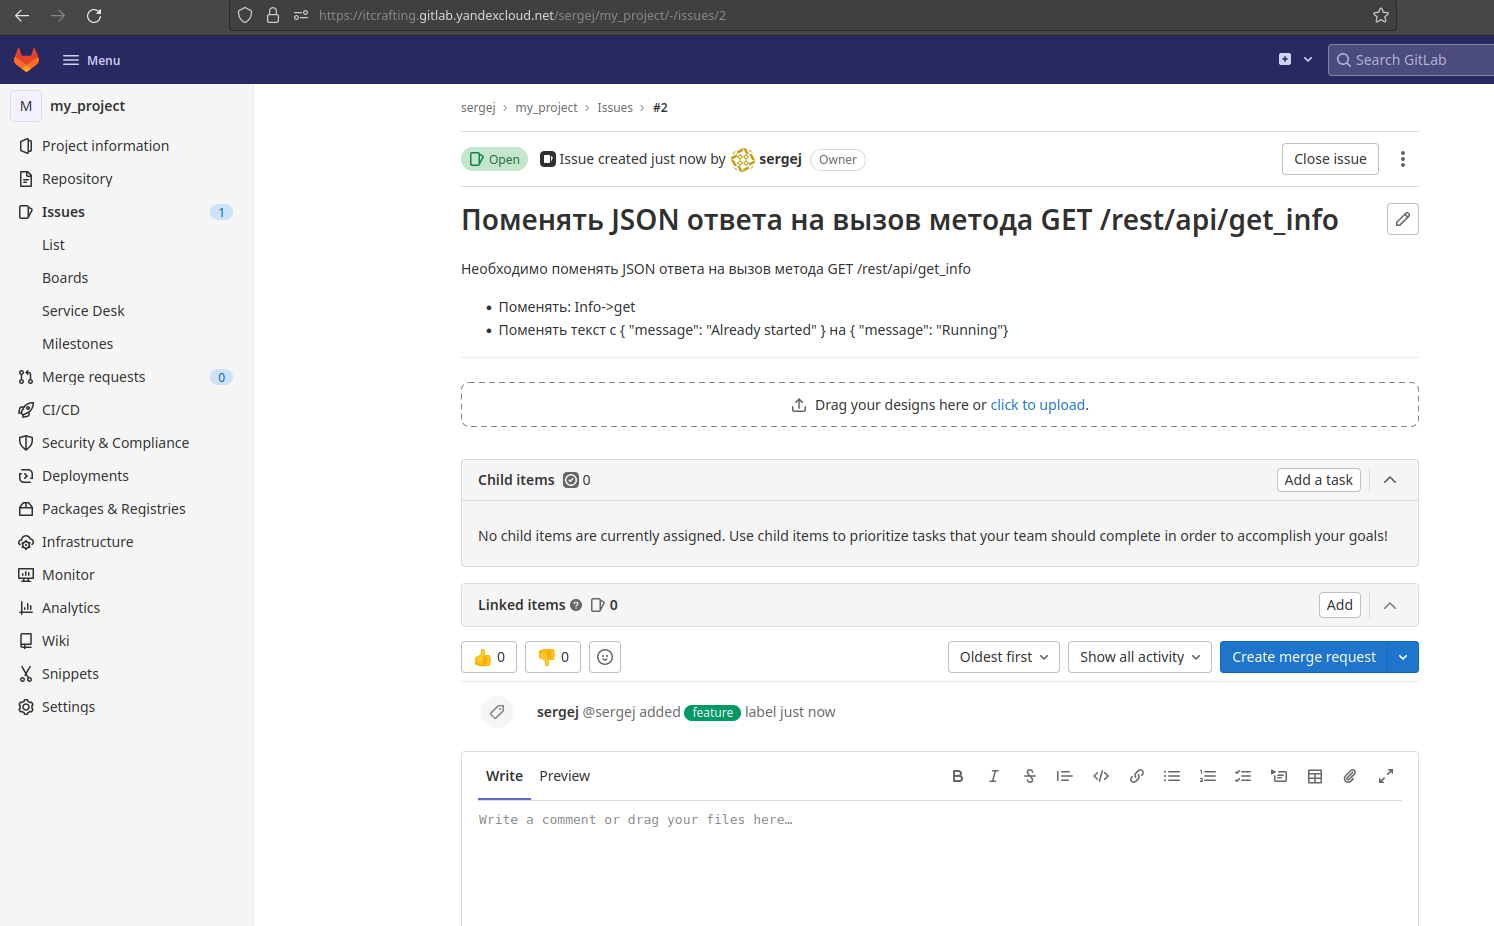 https://itcrafting.gitlab.yandexcloud.net/sergej/my_project/-/issues/2
Menu
Search GitLab
M my_project
Project information
Repository
Issues 1
List
Boards
Service Desk
Milestones
Merge requests 0
CI/CD
Security & Compliance
Deployments
Packages & Registries
Infrastructure
Monitor
Analytics
Wiki
Snippets
Settings
sergej › my_project › Issues › #2
Open Issue created just now by sergej Owner Close issue
Поменять JSON ответа на вызов метода GET /rest/api/get_info
Необходимо поменять JSON ответа на вызов метода GET /rest/api/get_info
• Поменять: Info->get
• Поменять текст с { "message": "Already started" } на { "message": "Running"}
Drag your designs here or click to upload.
Child items 0 Add a task
No child items are currently assigned. Use child items to prioritize tasks that your team should complete in order to accomplish your goals!
Linked items ? 0 Add
👍 0 👎 0 Oldest first Show all activity Create merge request
sergej @sergej added feature label just now
Write Preview
Write a comment or drag your files here…